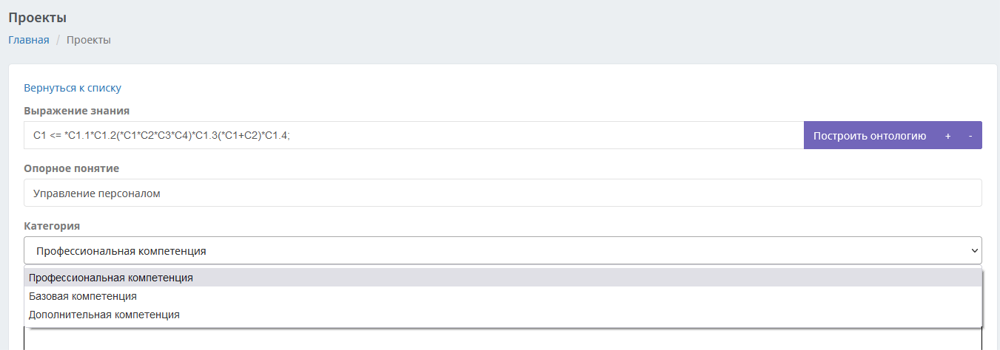 Проекты
Главная / Проекты
Вернуться к списку
Выражение знания
C1 <= *C1.1*C1.2(*C1*C2*C3*C4)*C1.3(*C1+C2)*C1.4;
Построить онтологию + -
Опорное понятие
Управление персоналом
Категория
Профессиональная компетенция
Профессиональная компетенция
Базовая компетенция
Дополнительная компетенция